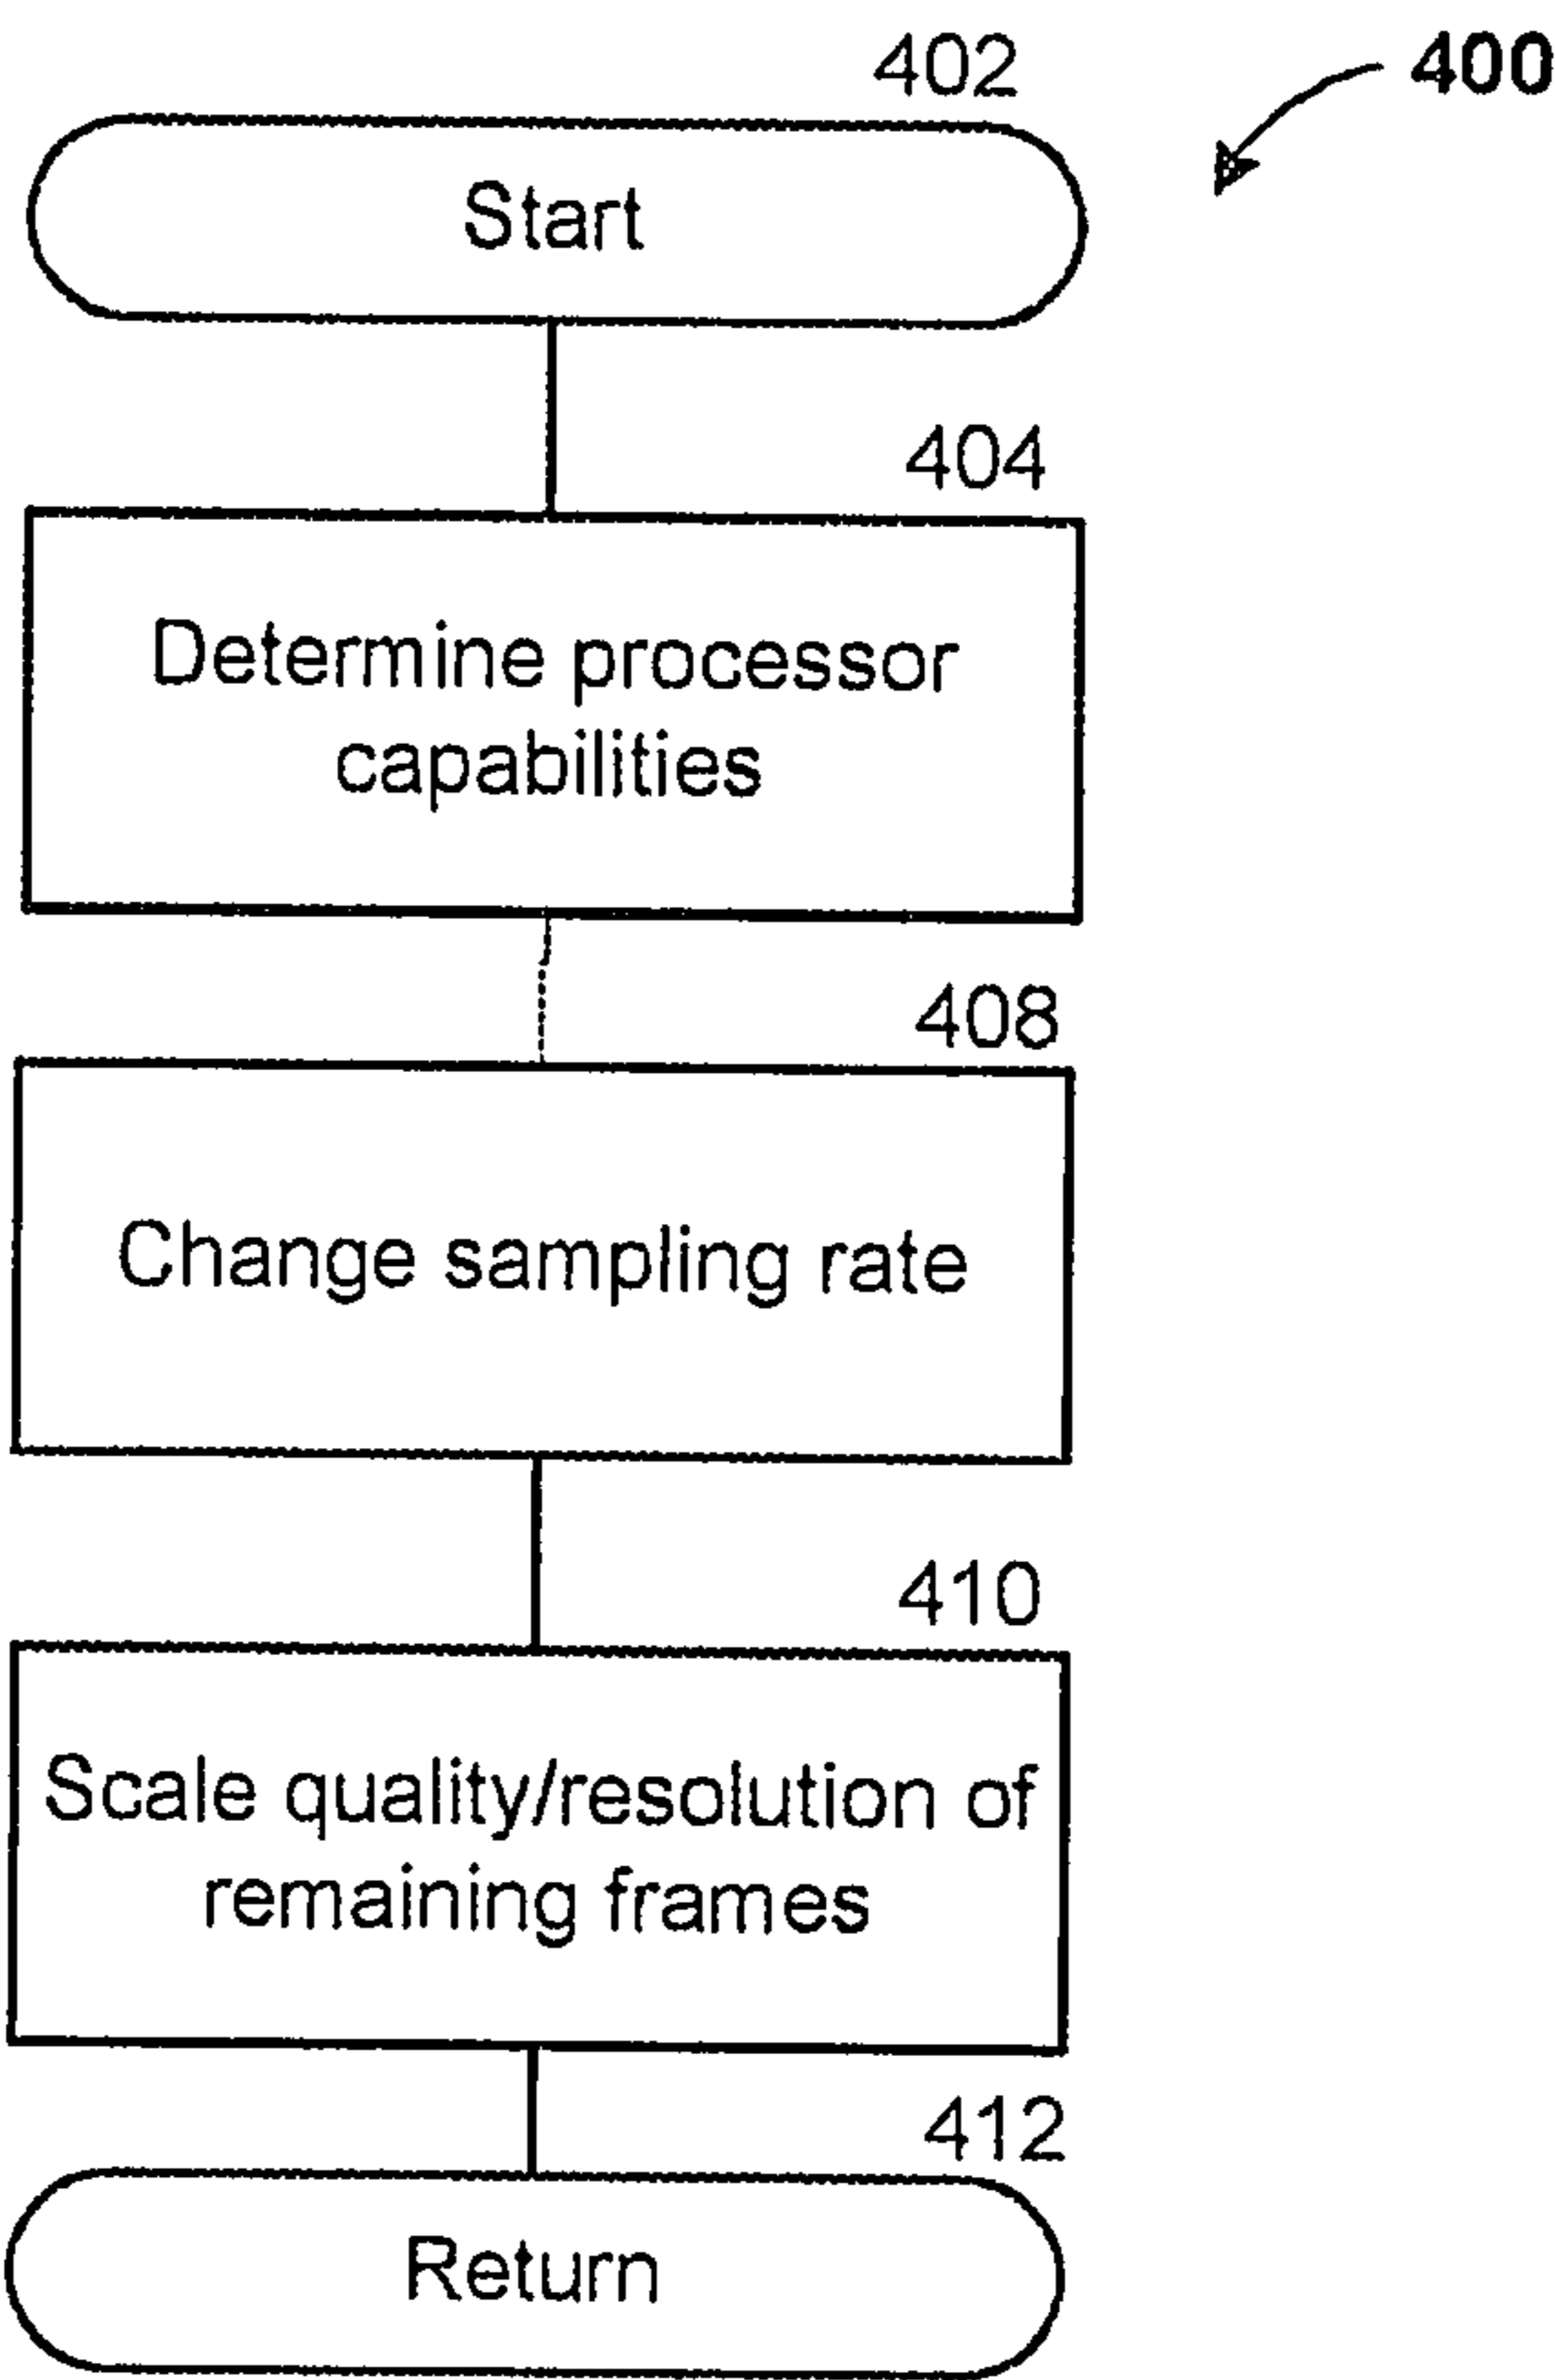 402
400
Start
404
Determine processor
capabilities
408
Change sampling rate
410
Scale quality/resolution of
remaining frames
412
Return